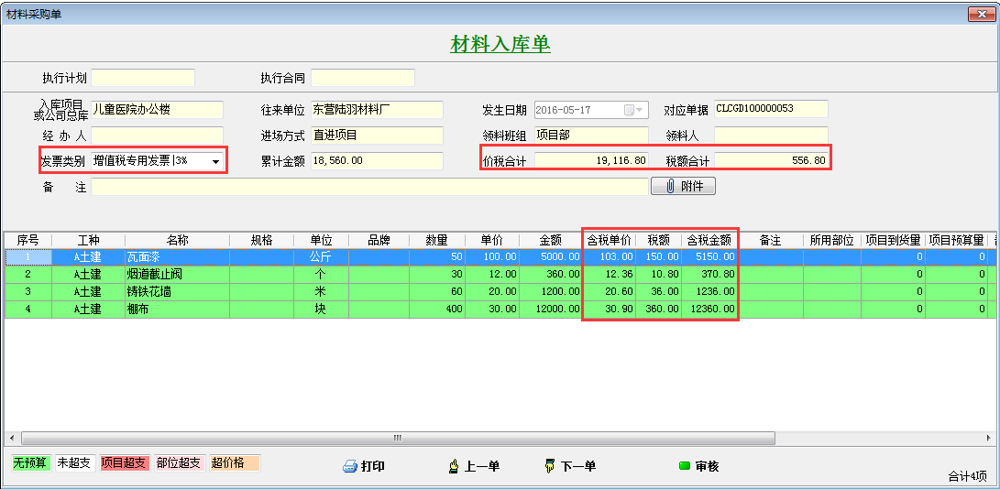 材料采购单
材料入库单
执行计划 执行合同
入库项目或公司总库 儿童医院办公楼 往来单位 东营陆羽材料厂 发生日期 2016-05-17 对应单据 CLCGD100000053
经办人 进场方式 直进项目 领料班组 项目部 领料人
发票类别 增值税专用发票|3% 累计金额 18,560.00 价税合计 19,116.80 税额合计 556.80
备注 附件
序号 工种 名称 规格 单位 品牌 数量 单价 金额 含税单价 税额 含税金额 备注 所用部位 项目到货量 项目预算量
1 A土建 瓦面漆 公斤 50 100.00 5000.00 103.00 150.00 5150.00 0 0
2 A土建 烟道截止阀 个 30 12.00 360.00 12.36 10.80 370.80 0 0
3 A土建 铸铁花墙 米 60 20.00 1200.00 20.60 36.00 1236.00 0 0
4 A土建 棚布 块 400 30.00 12000.00 30.90 360.00 12360.00 0 0
无预算 未超支 项目超支 部位超支 超价格 打印 上一单 下一单 审核
合计4项